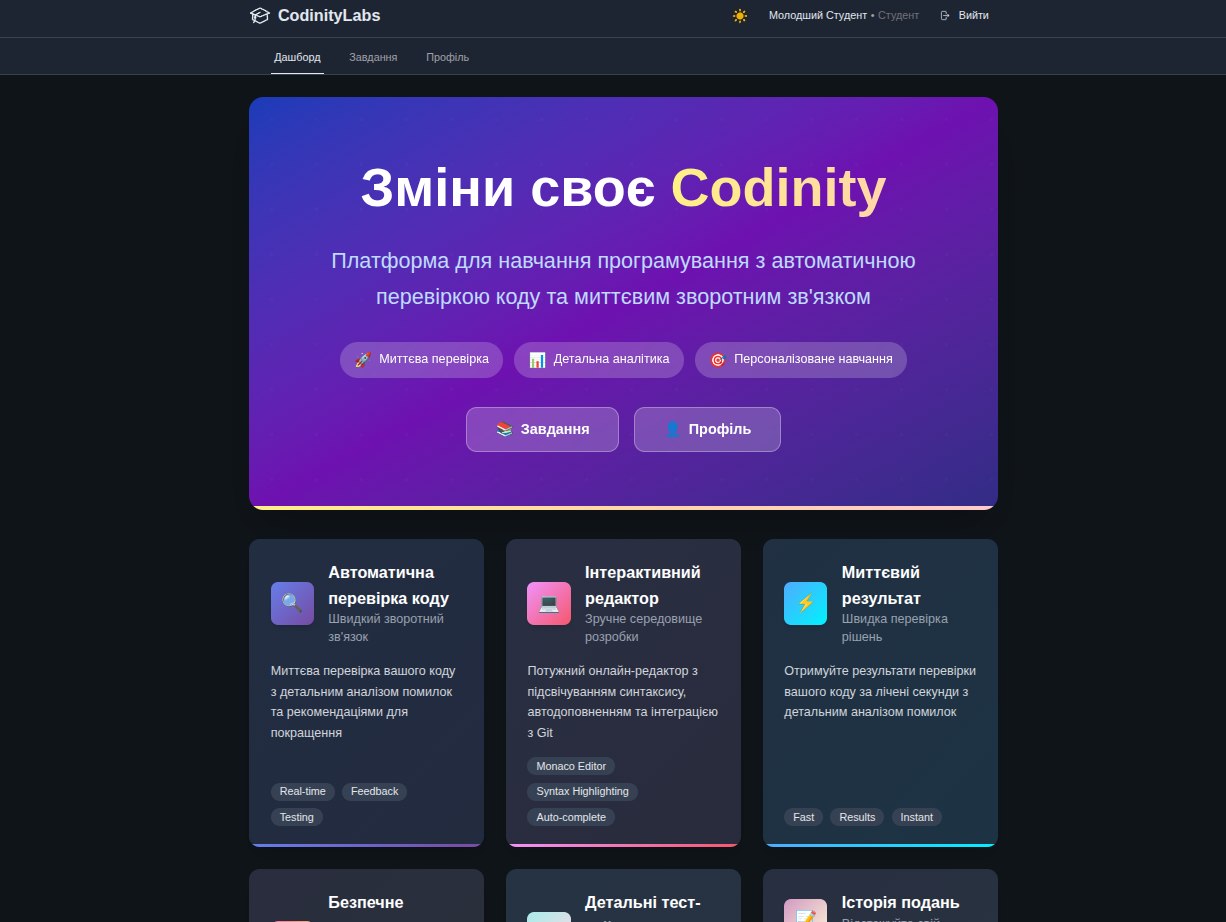 CodinityLabs
Молодший Студент • Студент
Вийти
Дашборд Завдання Профіль
Зміни своє Codinity
Платформа для навчання програмування з автоматичною
перевіркою коду та миттєвим зворотним зв'язком
Миттєва перевірка
Детальна аналітика
Персоналізоване навчання
Завдання
Профіль
Автоматична
перевірка коду
Швидкий зворотний
зв'язок
Миттєва перевірка вашого коду
з детальним аналізом помилок
та рекомендаціями для
покращення
Real-time Feedback
Testing
Інтерактивний
редактор
Зручне середовище
розробки
Потужний онлайн-редактор з
підсвічуванням синтаксису,
автодоповненням та інтеграцією
з Git
Monaco Editor
Syntax Highlighting
Auto-complete
Миттєвий
результат
Швидка перевірка
рішень
Отримуйте результати перевірки
вашого коду за лічені секунди з
детальним аналізом помилок
Fast Results Instant
Безпечне
Детальні тест-
Історія подань